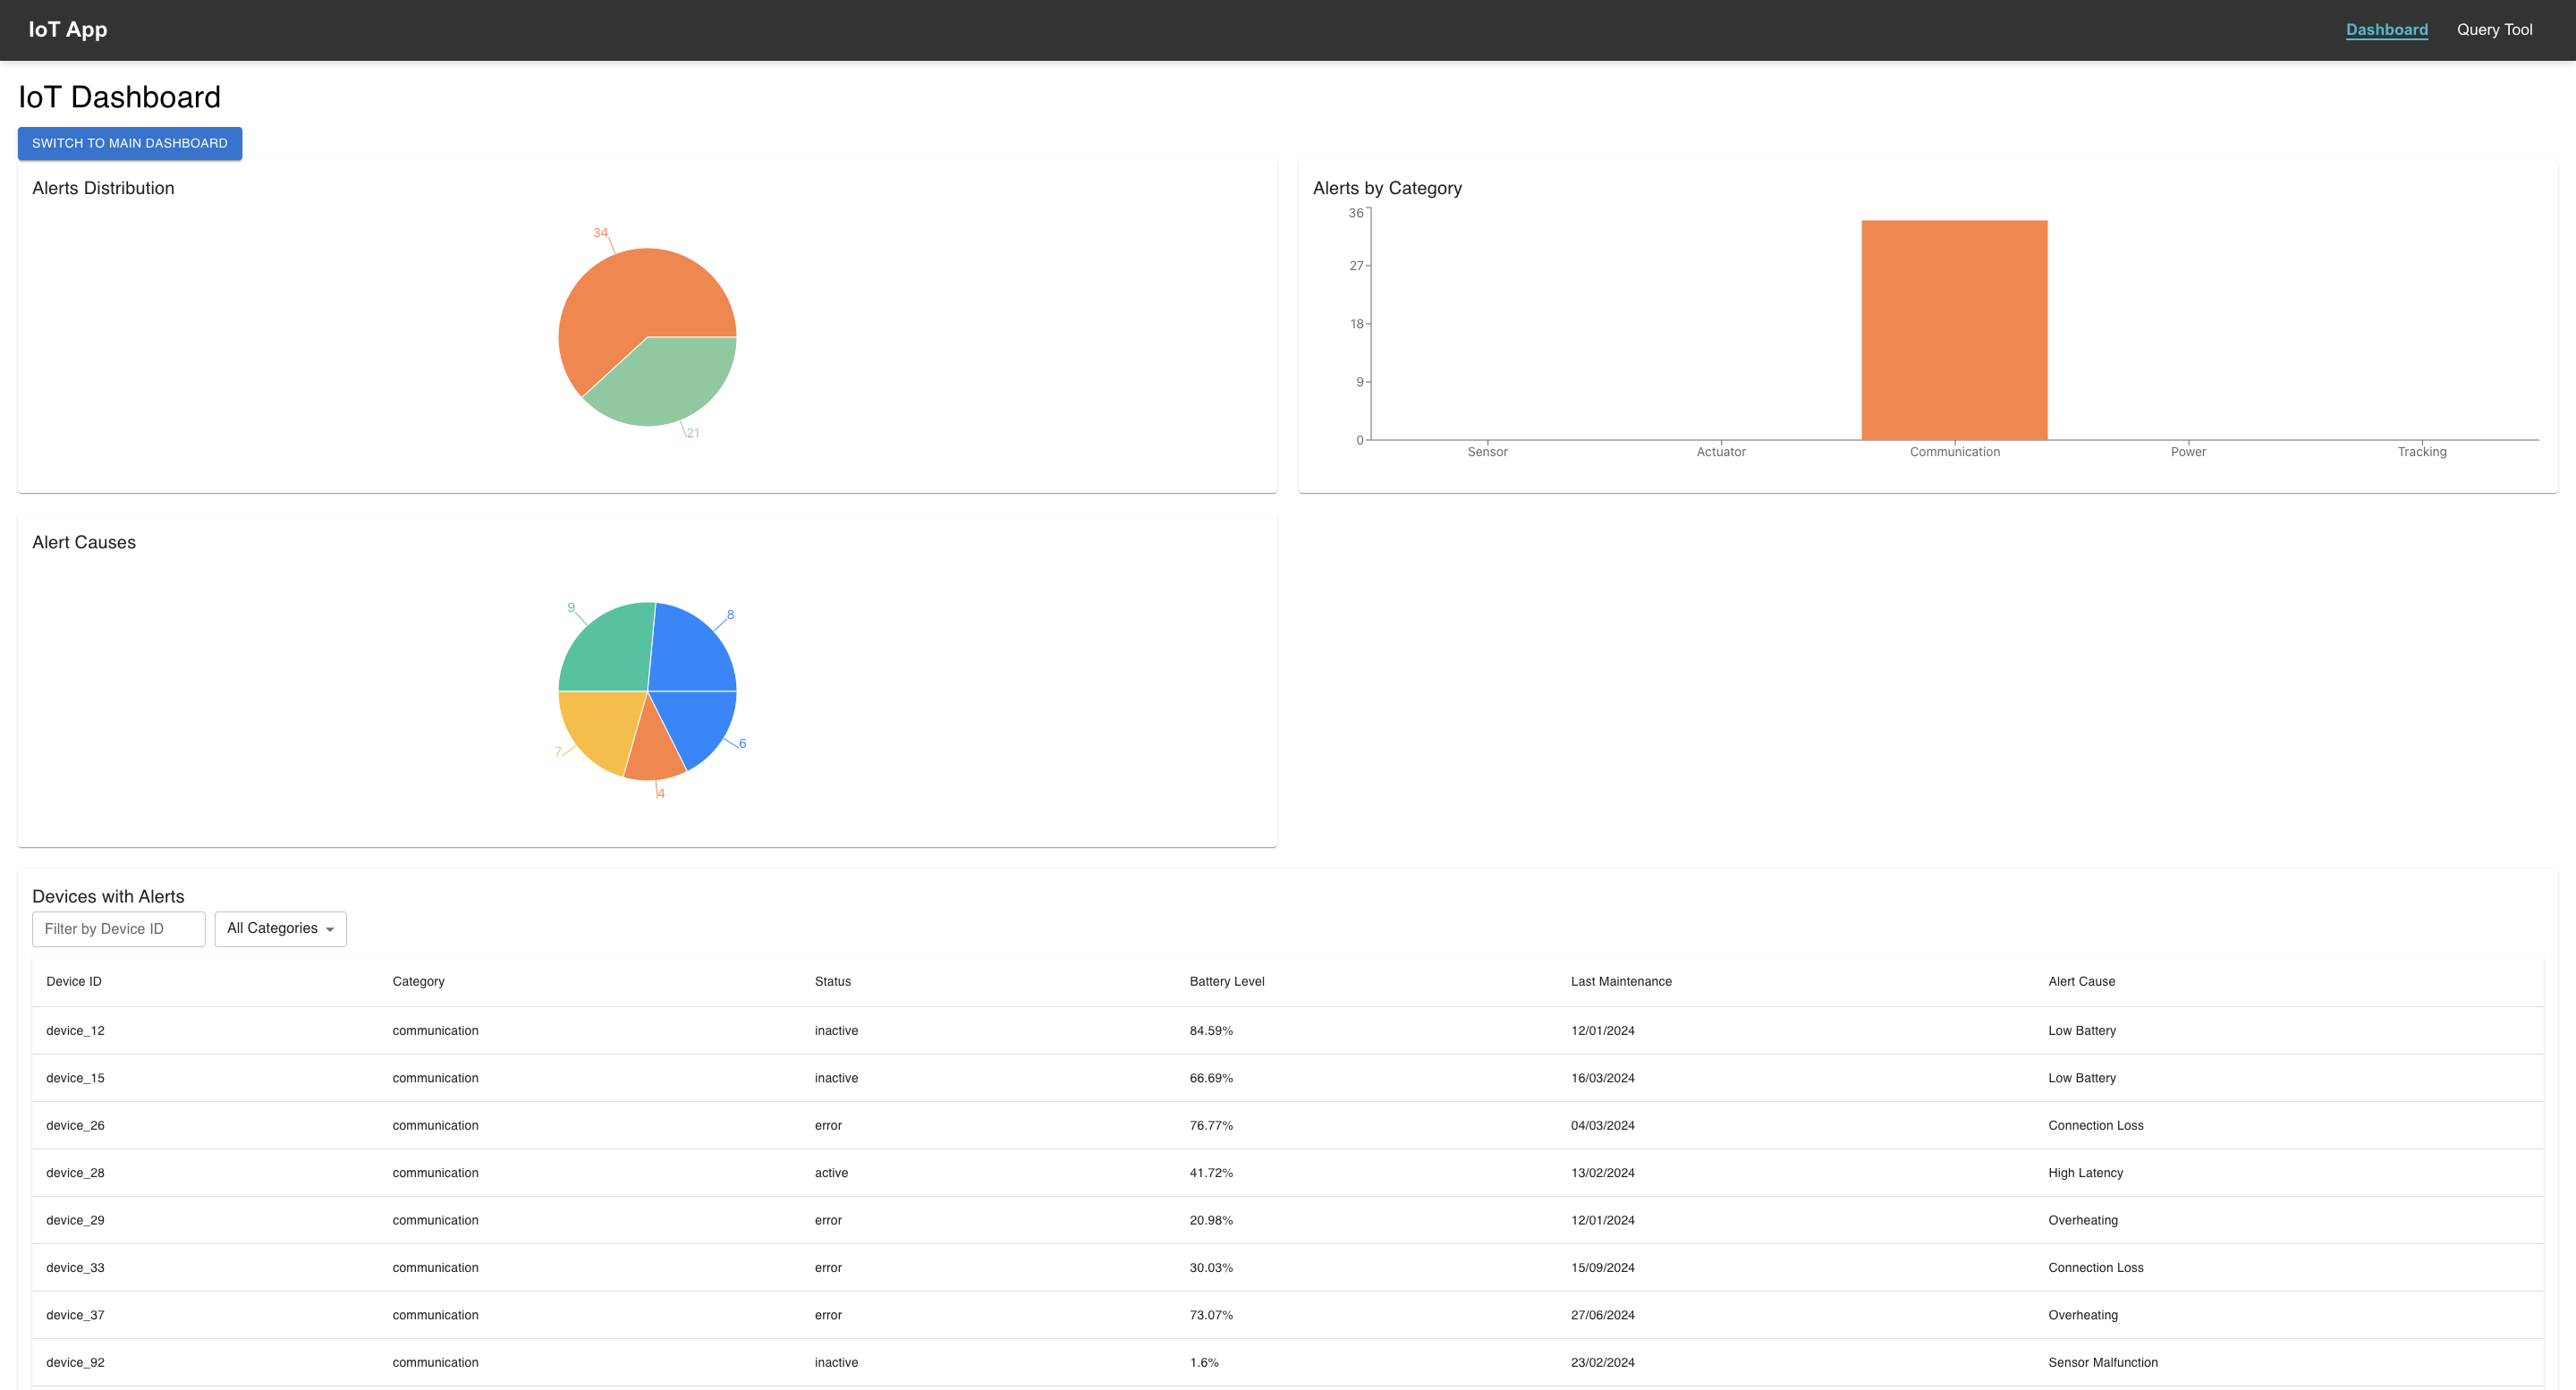 IoT App
Dashboard Query Tool
IoT Dashboard
SWITCH TO MAIN DASHBOARD
Alerts Distribution
34
21
Alerts by Category
36
27
18
9
0
Sensor Actuator Communication Power Tracking
Alert Causes
9
8
7
6
4
Devices with Alerts
Filter by Device ID All Categories
Device ID Category Status Battery Level Last Maintenance Alert Cause
device_12 communication inactive 84.59% 12/01/2024 Low Battery
device_15 communication inactive 66.69% 16/03/2024 Low Battery
device_26 communication error 76.77% 04/03/2024 Connection Loss
device_28 communication active 41.72% 13/02/2024 High Latency
device_29 communication error 20.98% 12/01/2024 Overheating
device_33 communication error 30.03% 15/09/2024 Connection Loss
device_37 communication error 73.07% 27/06/2024 Overheating
device_92 communication inactive 1.6% 23/02/2024 Sensor Malfunction